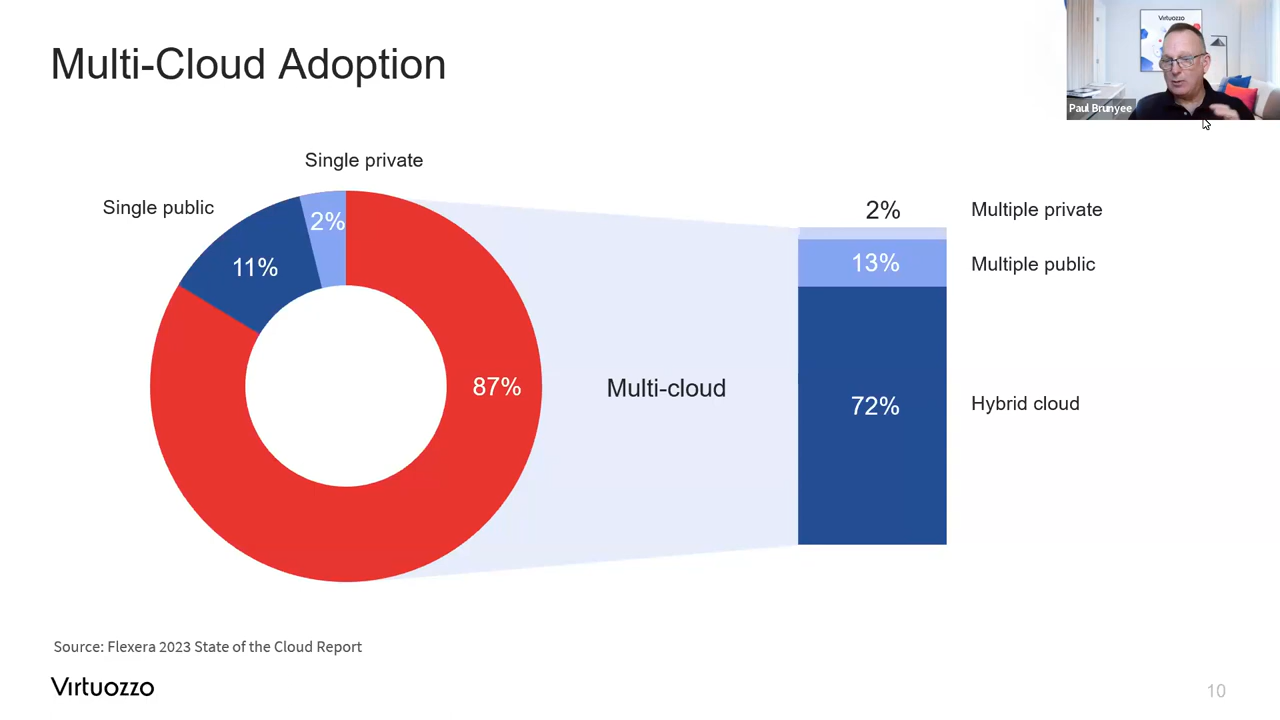 Multi-Cloud Adoption
Virtuozzo
Paul Brunyee
Single private
Single public
2%
11%
87%
Multi-cloud
2%
Multiple private
13%
Multiple public
72%
Hybrid cloud
Source: Flexera 2023 State of the Cloud Report
Virtuozzo
10